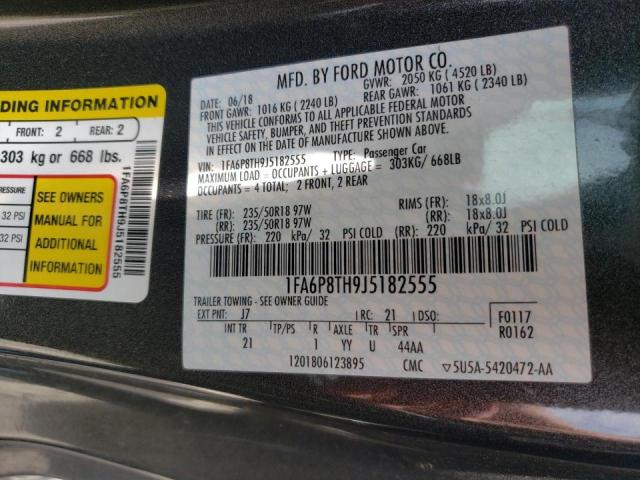 DING INFORMATION
FRONT: 2 REAR: 2
303 kg or 668 lbs.
RESSURE
32 PSI
32 PSI
SEE OWNERS
MANUAL FOR
ADDITIONAL
INFORMATION
1FA6P8TH9J5182555
MFD. BY FORD MOTOR CO.
DATE: 06/18 GVWR: 2050 KG ( 4520 LB)
FRONT GAWR: 1016 KG ( 2240 LB) REAR GAWR: 1061 KG ( 2340 LB)
THIS VEHICLE CONFORMS TO ALL APPLICABLE FEDERAL MOTOR
VEHICLE SAFETY, BUMPER, AND THEFT PREVENTION STANDARDS
IN EFFECT ON THE DATE OF MANUFACTURE SHOWN ABOVE.
VIN: 1FA6P8TH9J5182555 TYPE: Passenger Car
MAXIMUM LOAD = OCCUPANTS + LUGGAGE = 303KG/ 668LB
OCCUPANTS = 4 TOTAL; 2 FRONT, 2 REAR
TIRE (FR): 235/50R18 97W RIMS (FR): 18x8.0J
(RR): 235/50R18 97W (RR): 18x8.0J
PRESSURE (FR): 220 kPa/ 32 PSI COLD (RR): 220 kPa/ 32 PSI COLD
1FA6P8TH9J5182555
TRAILER TOWING - SEE OWNER GUIDE
EXT PNT: J7 RC: 21 DSO: F0117
INT TR TP/PS R AXLE TR SPR R0162
21 1 YY U 44AA
1201806123895 CMC 5U5A-5420472-AA